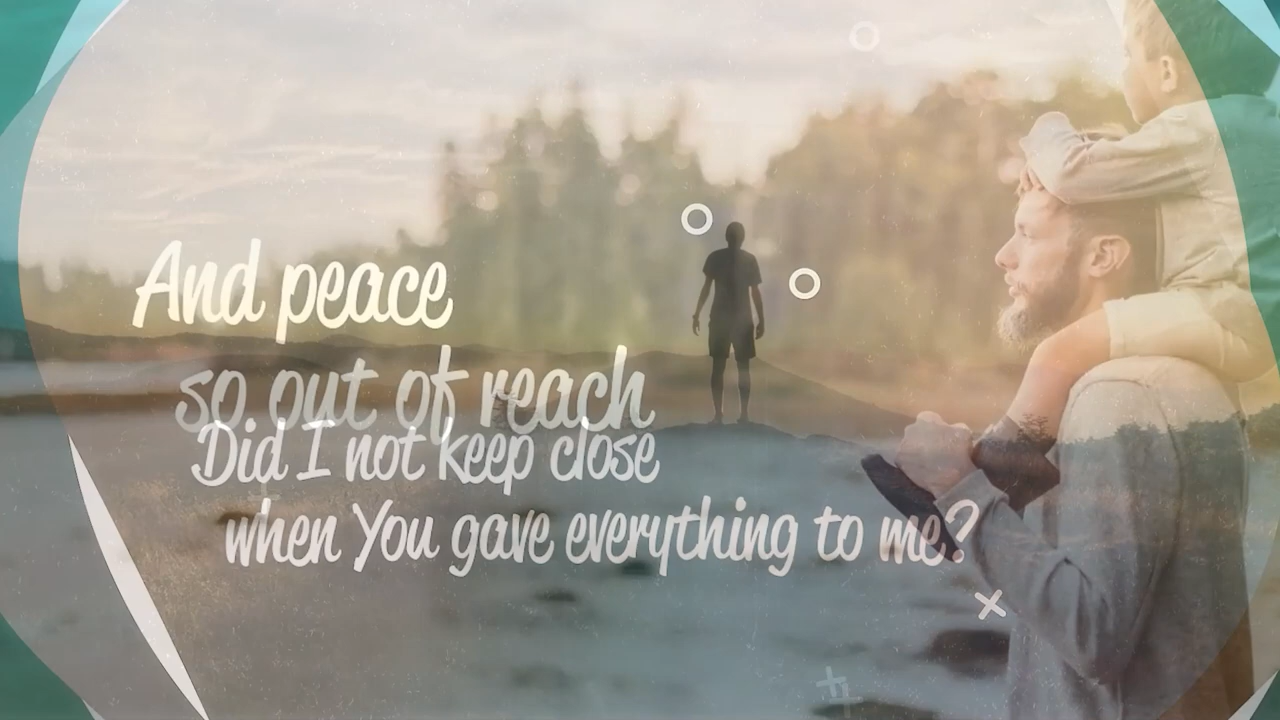 And peace
so out of reach
Did I not keep close
when You gave everything to me?